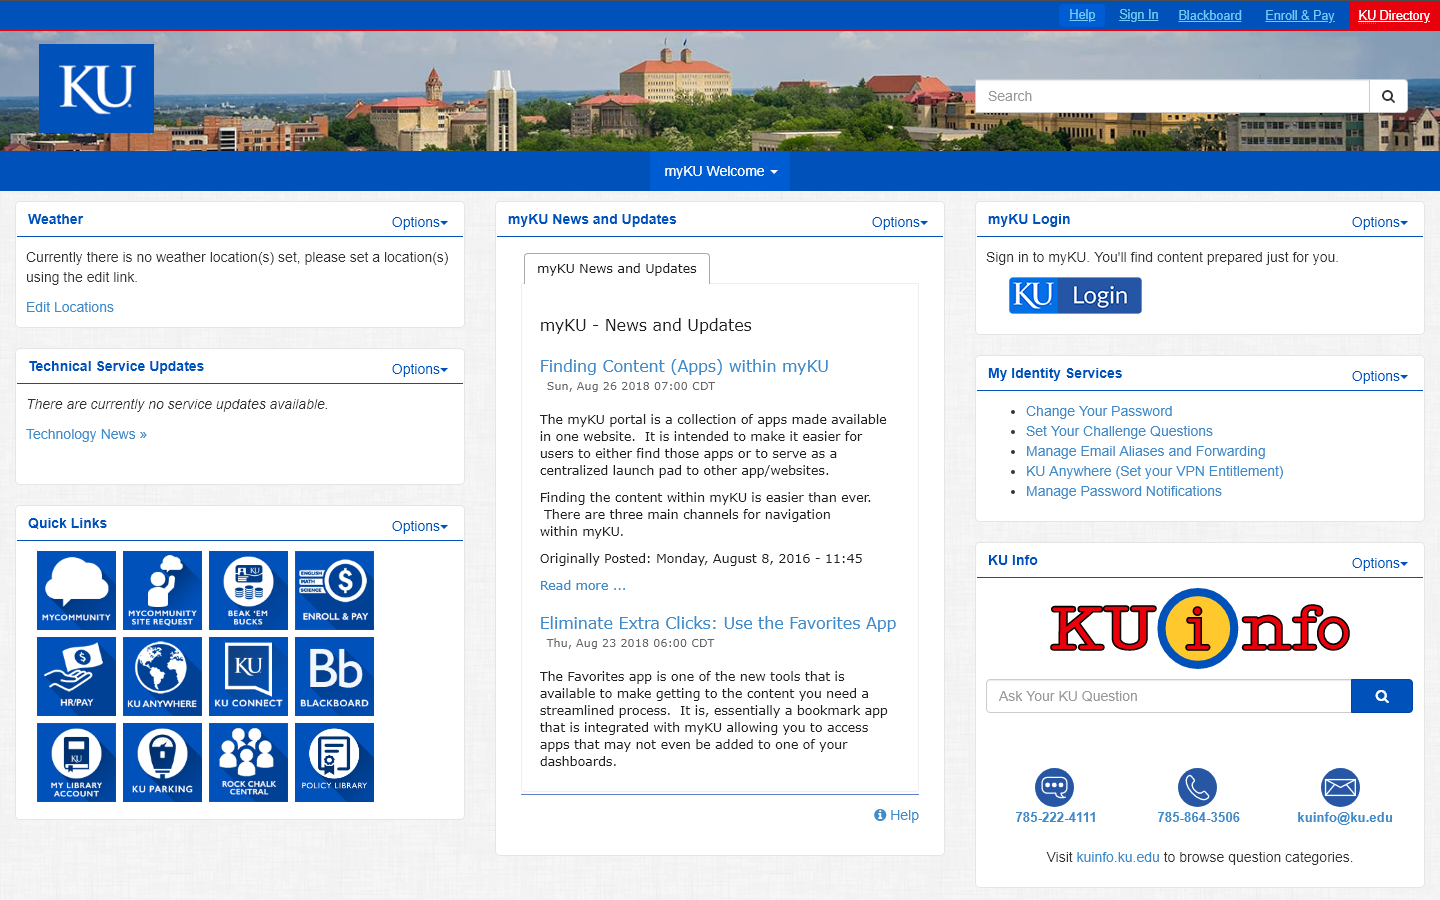 Help Sign In Blackboard Enroll & Pay KU Directory
KU
Search
myKU Welcome
Weather Options
Currently there is no weather location(s) set, please set a location(s)
using the edit link.
Edit Locations
Technical Service Updates Options
There are currently no service updates available.
Technology News »
Quick Links Options
MYCOMMUNITY
MYCOMMUNITY
SITE REQUEST
KU
BEAK 'EM
BUCKS
ENGLISH
MATH
SCIENCE
$
ENROLL & PAY
$
HR/PAY
KU ANYWHERE
KU
KU CONNECT
Bb
BLACKBOARD
KU
MY LIBRARY
ACCOUNT
KU PARKING
ROCK CHALK
CENTRAL
POLICY LIBRARY
myKU News and Updates Options
myKU News and Updates
myKU - News and Updates
Finding Content (Apps) within myKU
Sun, Aug 26 2018 07:00 CDT
The myKU portal is a collection of apps made available
in one website.  It is intended to make it easier for
users to either find those apps or to serve as a
centralized launch pad to other app/websites.
Finding the content within myKU is easier than ever.
There are three main channels for navigation
within myKU.
Originally Posted: Monday, August 8, 2016 - 11:45
Read more ...
Eliminate Extra Clicks: Use the Favorites App
Thu, Aug 23 2018 06:00 CDT
The Favorites app is one of the new tools that is
available to make getting to the content you need a
streamlined process.  It is, essentially a bookmark app
that is integrated with myKU allowing you to access
apps that may not even be added to one of your
dashboards.
Help
myKU Login Options
Sign in to myKU. You'll find content prepared just for you.
KU Login
My Identity Services Options
• Change Your Password
• Set Your Challenge Questions
• Manage Email Aliases and Forwarding
• KU Anywhere (Set your VPN Entitlement)
• Manage Password Notifications
KU Info Options
KU info
Ask Your KU Question
785-222-4111 785-864-3506 kuinfo@ku.edu
Visit kuinfo.ku.edu to browse question categories.